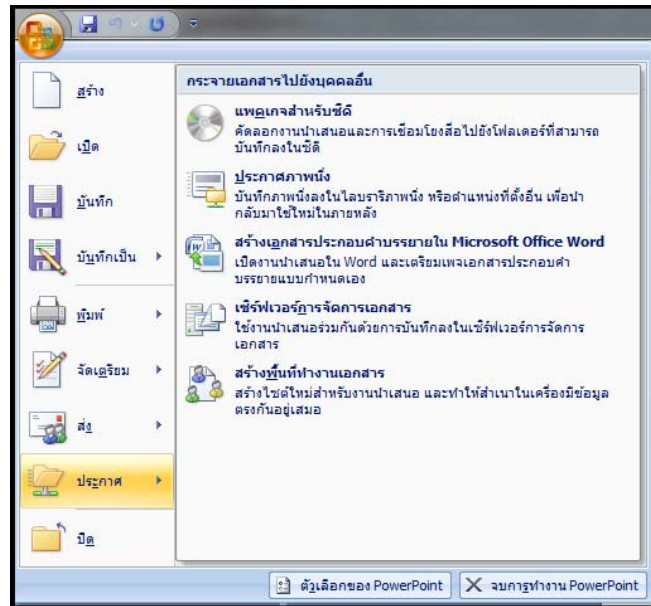 สร้าง
เปิด
บันทึก
บันทึกเป็น
พิมพ์
จัดเตรียม
ส่ง
ประกาศ
ปิด
กระจายเอกสารไปยังบุคคลอื่น
แพคเกจสำหรับซีดี
คัดลอกงานนำเสนอและการเชื่อมโยงสื่อไปยังโฟลเดอร์ที่สามารถ
บันทึกลงในซีดี
ประกาศภาพนิ่ง
บันทึกภาพนิ่งลงในไลบรารีภาพนิ่ง หรือตำแหน่งที่ตั้งอื่น เพื่อนำ
กลับมาใช้ใหม่ในภายหลัง
สร้างเอกสารประกอบคำบรรยายใน Microsoft Office Word
เปิดงานนำเสนอใน Word และเตรียมเพจเอกสารประกอบคำ
บรรยายแบบกำหนดเอง
เซิร์ฟเวอร์การจัดการเอกสาร
ใช้งานนำเสนอร่วมกันด้วยการบันทึกลงในเซิร์ฟเวอร์การจัดการ
เอกสาร
สร้างพื้นที่ทำงานเอกสาร
สร้างไซต์ใหม่สำหรับงานนำเสนอ และทำให้สำเนาในเครื่องมีข้อมูล
ตรงกันอยู่เสมอ
ตัวเลือกของ PowerPoint
จบการทำงาน PowerPoint